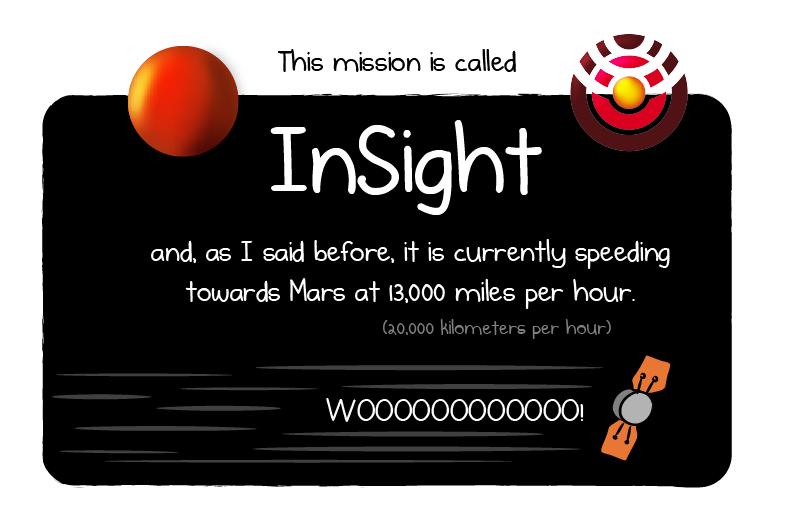 This mission is called
InSight
and, as I said before, it is currently speeding
towards Mars at 13,000 miles per hour.
(20,000 kilometers per hour)
WOOOOOOOOOOOOO!